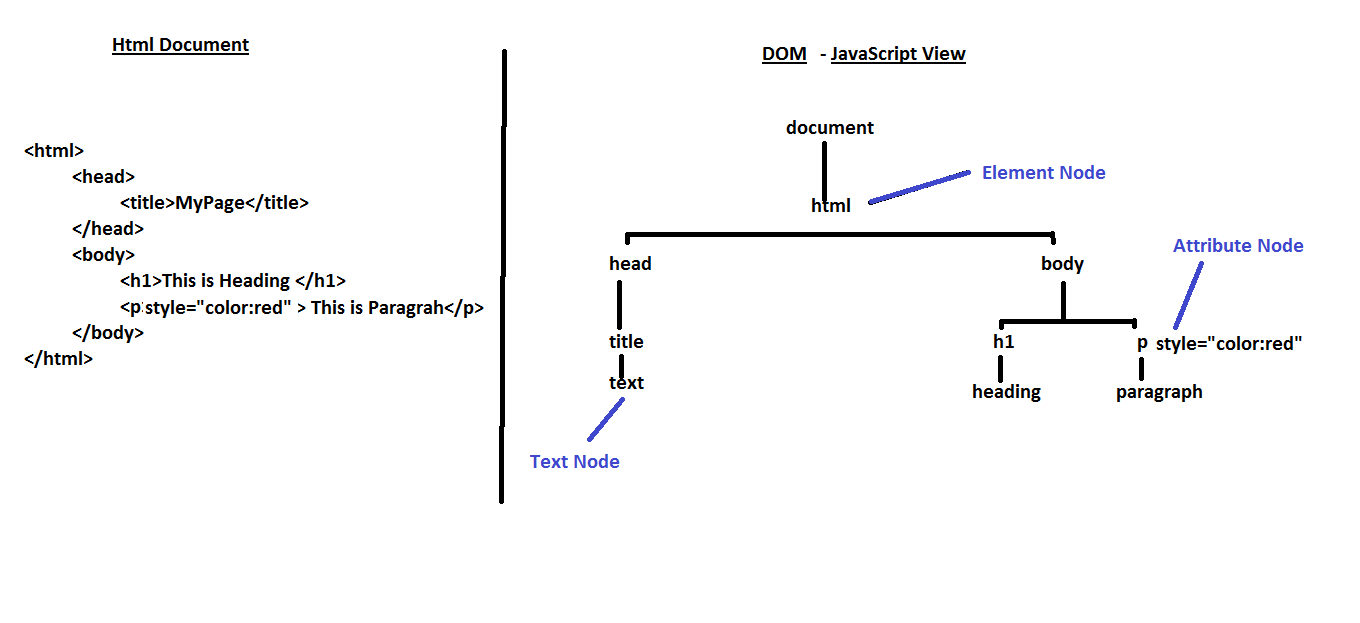 Html Document
<html>
<head>
<title>MyPage</title>
</head>
<body>
<h1>This is Heading </h1>
<p style="color:red" > This is Paragrah</p>
</body>
</html>
DOM - JavaScript View
document
Element Node
html
Attribute Node
head body
title h1 p style="color:red"
text heading paragraph
Text Node